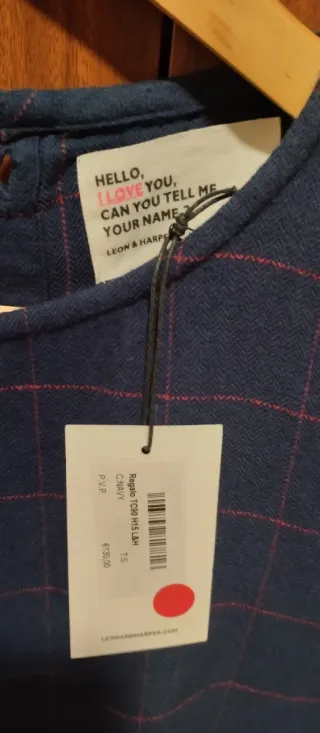 HELLO,
I LOVE YOU,
CAN YOU TELL ME
YOUR NAME ?
LEON & HARPER
Regalo TC90 H15 L&H
C:NAVY T:S
P.V.P. €130,00
LEONANDHARPER.COM